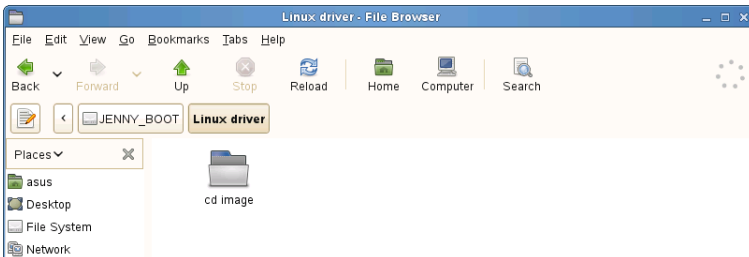 Linux driver - File Browser
File Edit View Go Bookmarks Tabs Help
Back Forward Up Stop Reload Home Computer Search
JENNY_BOOT Linux driver
Places
asus
Desktop
File System
Network
cd image